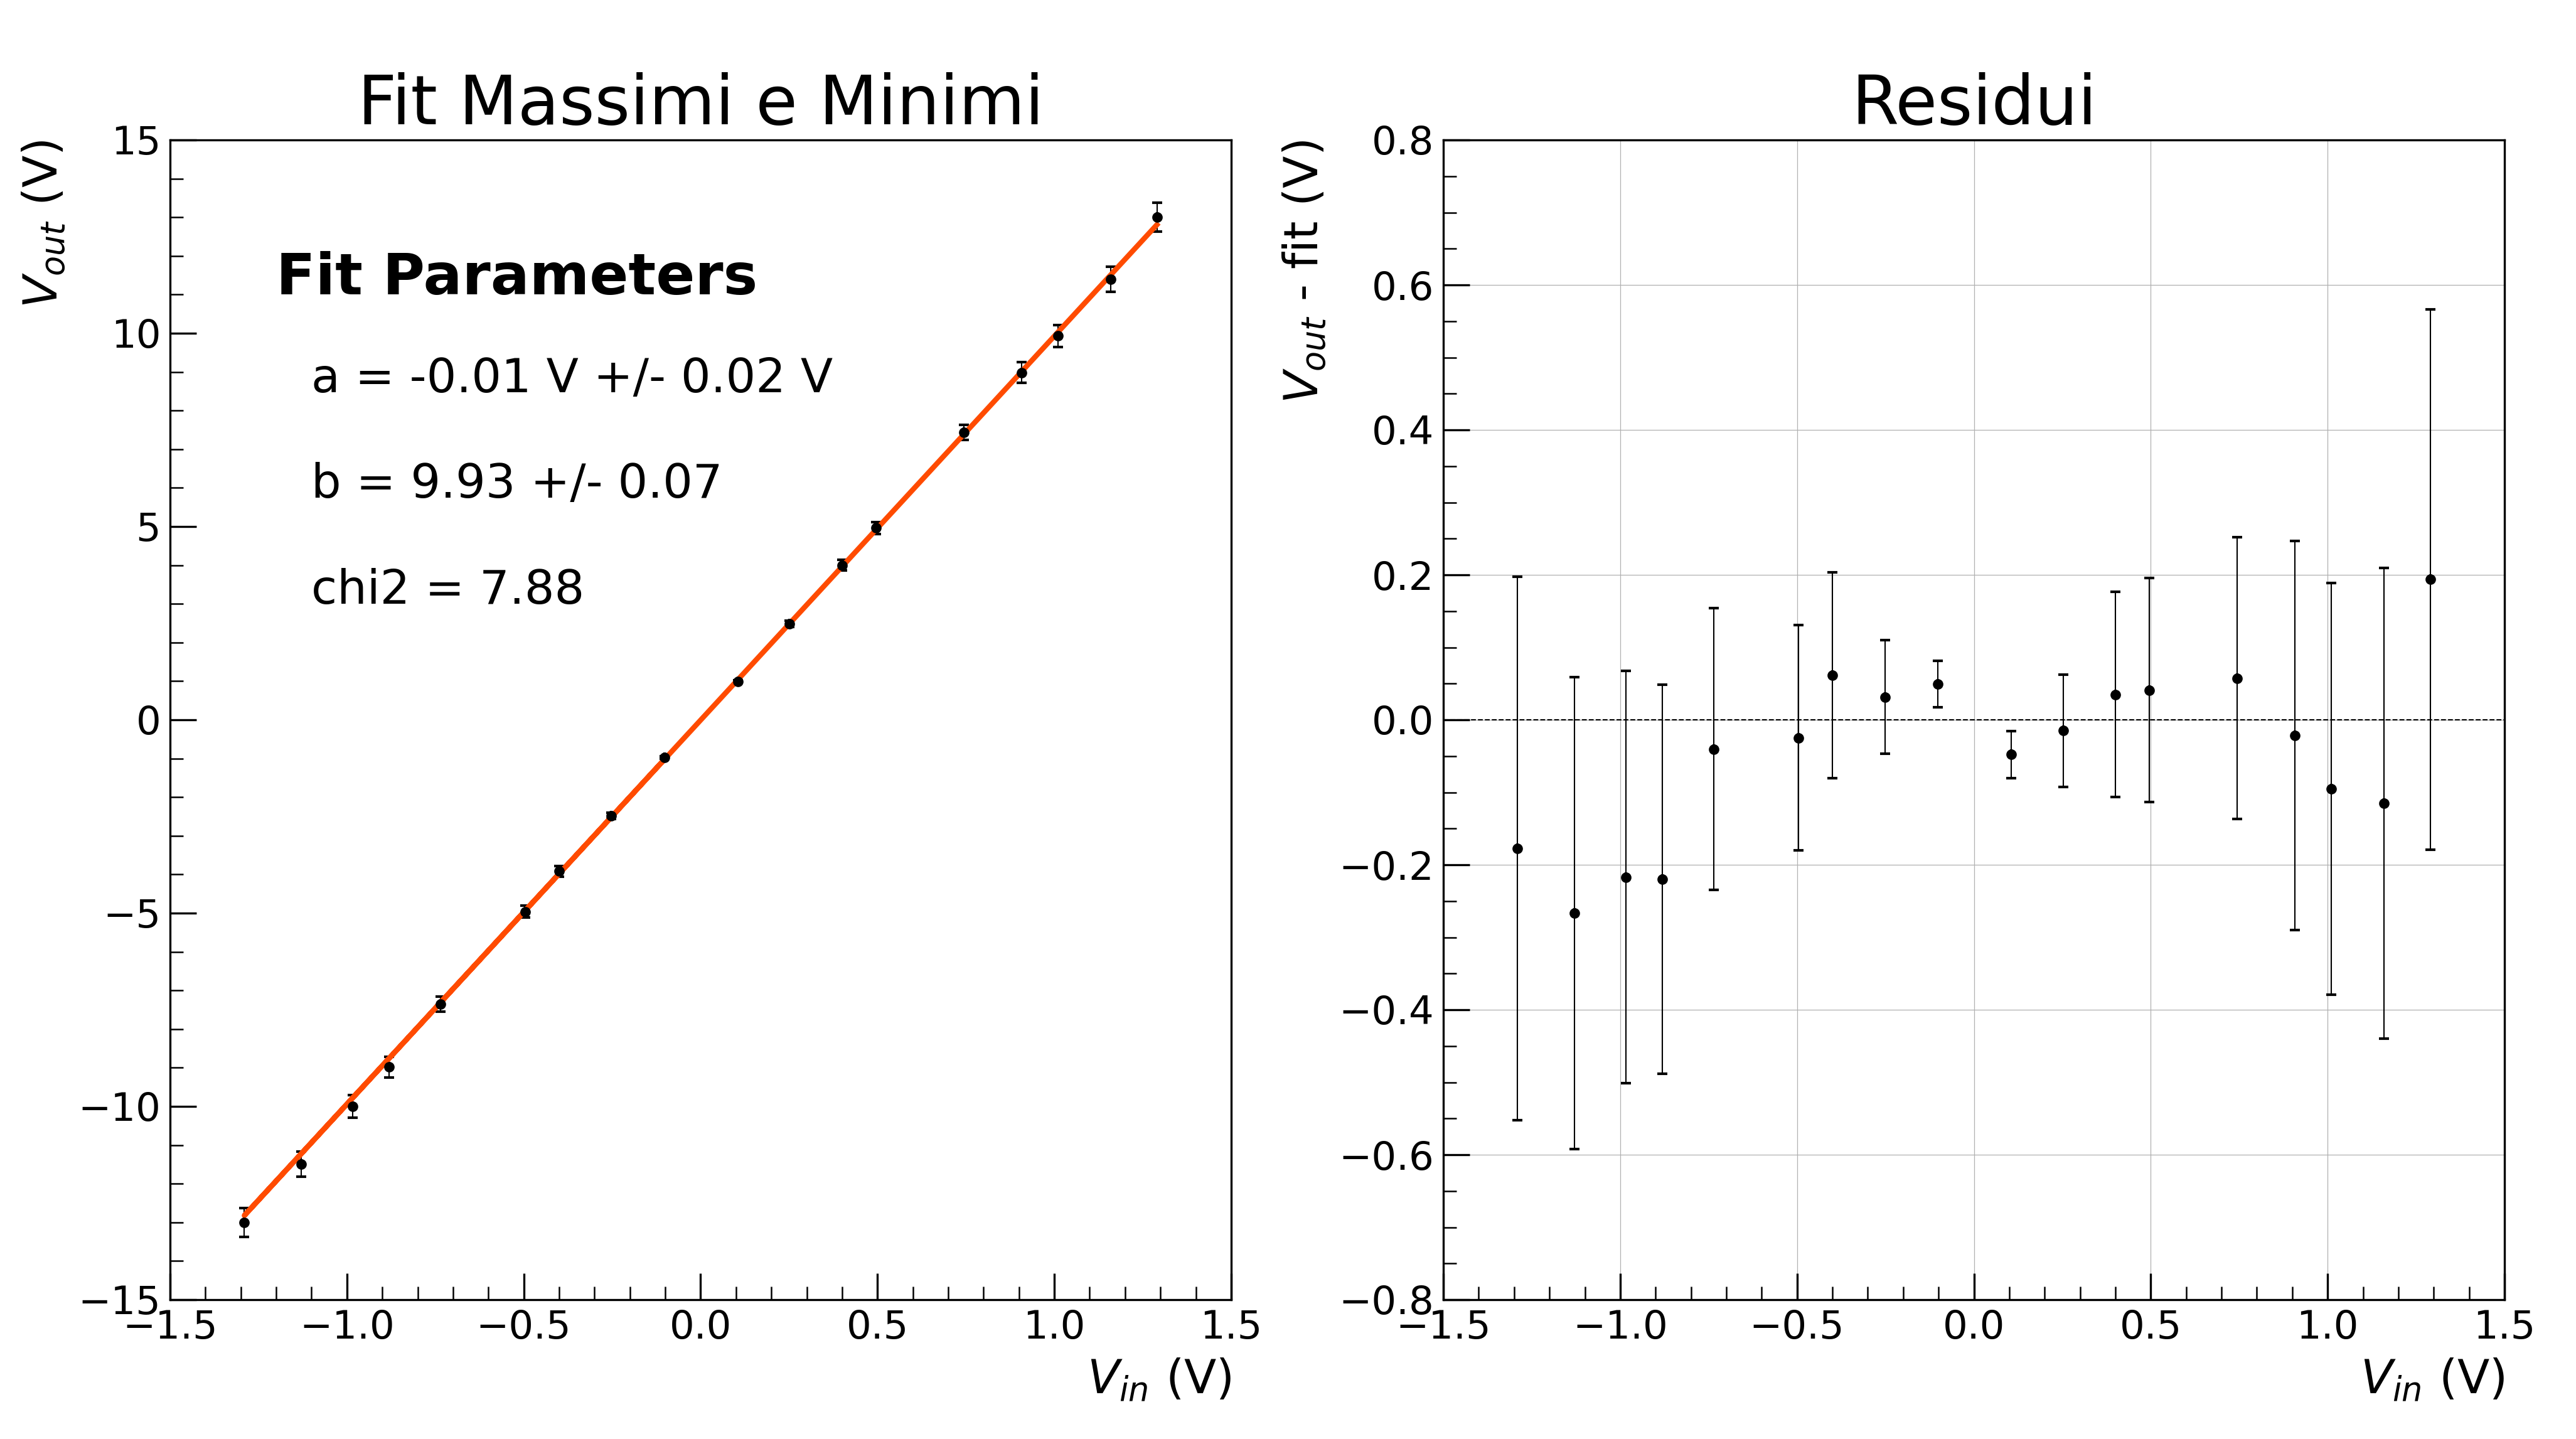 Fit Massimi e Minimi
V_out (V)
15
10
5
0
−5
−10
−15
Fit Parameters
a = -0.01 V +/- 0.02 V
b = 9.93 +/- 0.07
chi2 = 7.88
−1.5 −1.0 −0.5 0.0 0.5 1.0 1.5
V_in (V)
Residui
V_out - fit (V)
0.8
0.6
0.4
0.2
0.0
−0.2
−0.4
−0.6
−0.8
−1.5 −1.0 −0.5 0.0 0.5 1.0 1.5
V_in (V)